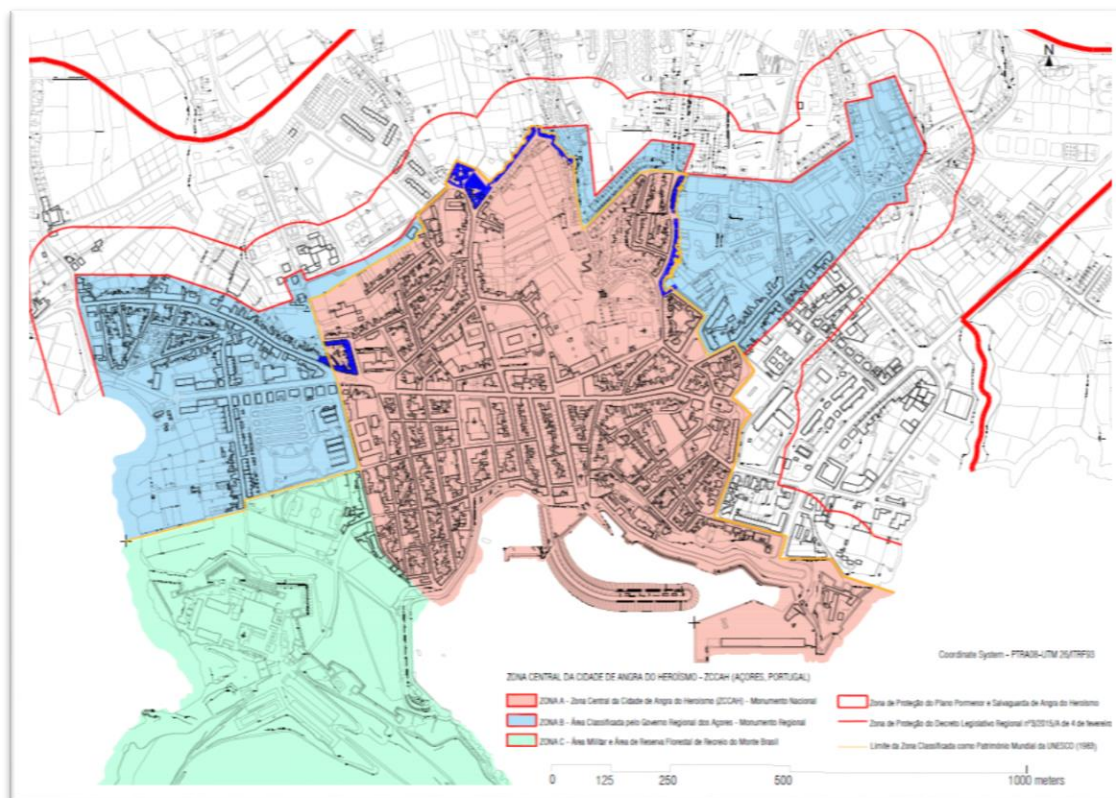 N
Coordinate System - PTRA08-UTM 26/ITRF93
ZONA CENTRAL DA CIDADE DE ANGRA DO HEROÍSMO - ZCCAH (AÇORES, PORTUGAL)
ZONA A - Zona Central da Cidade de Angra do Heroísmo (ZCCAH) - Monumento Nacional
ZONA B - Área Classificada pelo Governo Regional dos Açores - Monumento Regional
ZONA C - Área Militar e Área de Reserva Florestal de Recreio do Monte Brasil
Zona de Proteção do Plano Pormenor e Salvaguarda de Angra do Heroísmo
Zona de Proteção do Decreto Legislativo Regional nº3/2015/A de 4 de fevereiro
Limite da Zona Classificada como Património Mundial da UNESCO (1983)
0 125 250 500 1000 meters